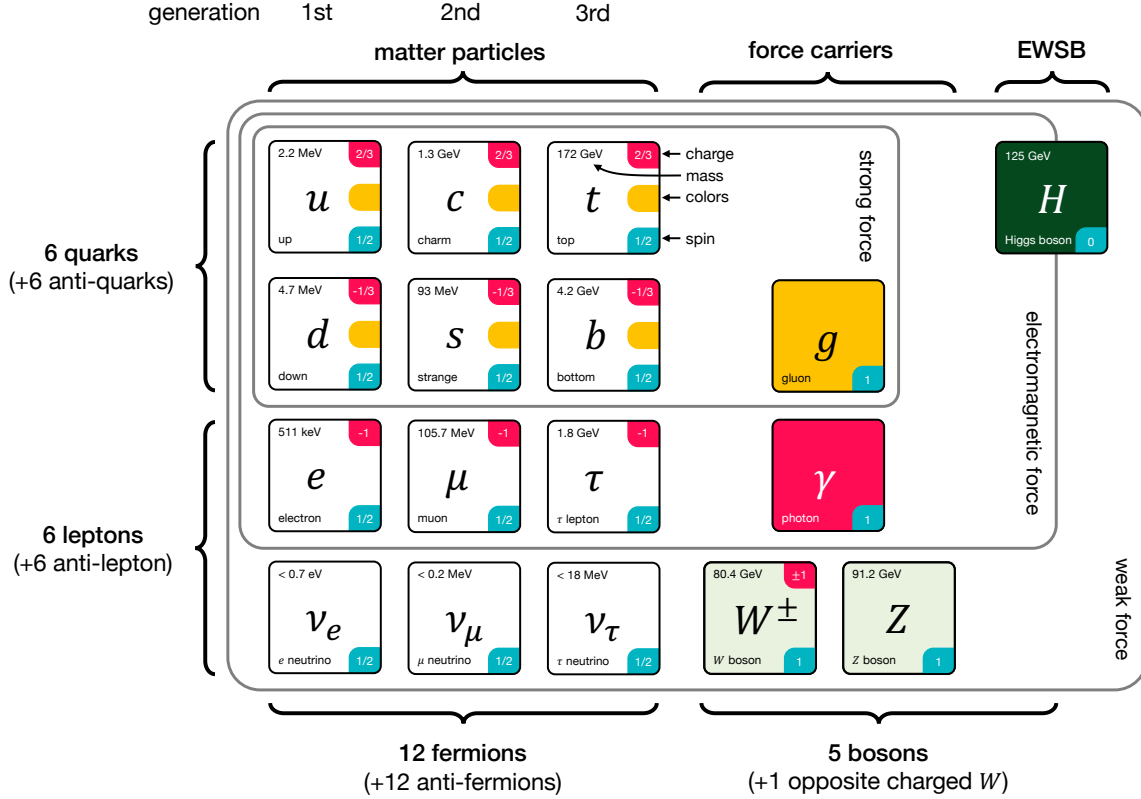 generation 1st 2nd 3rd
matter particles force carriers EWSB
6 quarks
(+6 anti-quarks)
2.2 MeV 2/3
u
up 1/2
1.3 GeV 2/3
c
charm 1/2
172 GeV 2/3
t
top 1/2
charge
mass
colors
spin
strong force
125 GeV
H
Higgs boson 0
4.7 MeV -1/3
d
down 1/2
93 MeV -1/3
s
strange 1/2
4.2 GeV -1/3
b
bottom 1/2
g
gluon 1
electromagnetic force
6 leptons
(+6 anti-lepton)
511 keV -1
e
electron 1/2
105.7 MeV -1
μ
muon 1/2
1.8 GeV -1
τ
τ lepton 1/2
γ
photon 1
weak force
< 0.7 eV
νe
e neutrino 1/2
< 0.2 MeV
νμ
μ neutrino 1/2
< 18 MeV
ντ
τ neutrino 1/2
80.4 GeV ±1
W±
W boson 1
91.2 GeV
Z
Z boson 1
12 fermions
(+12 anti-fermions)
5 bosons
(+1 opposite charged W)